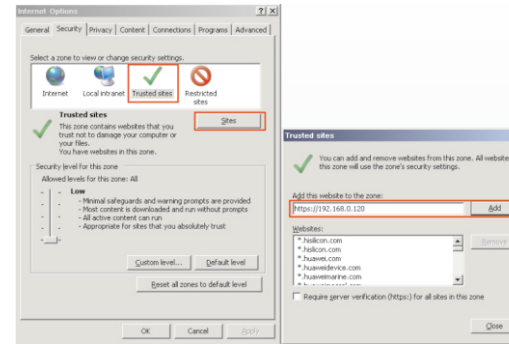 Internet Options
General Security Privacy Content Connections Programs Advanced
Select a zone to view or change security settings.
Internet Local intranet Trusted sites Restricted sites
Trusted sites
This zone contains websites that you
trust not to damage your computer or
your files.
You have websites in this zone.
Sites
Security level for this zone
Allowed levels for this zone: All
Low
- Minimal safeguards and warning prompts are provided
- Most content is downloaded and run without prompts
- All active content can run
- Appropriate for sites that you absolutely trust
Custom level... Default level
Reset all zones to default level
OK Cancel Apply
Trusted sites
You can add and remove websites from this zone. All website
this zone will use the zone's security settings.
Add this website to the zone:
https://192.168.0.120 Add
Websites:
*.hisilicon.com
*.hislicon.com
*.huawei.com
*.huaweidevice.com
*.huaweimarine.com
Remove
Require server verification (https:) for all sites in this zone
Close